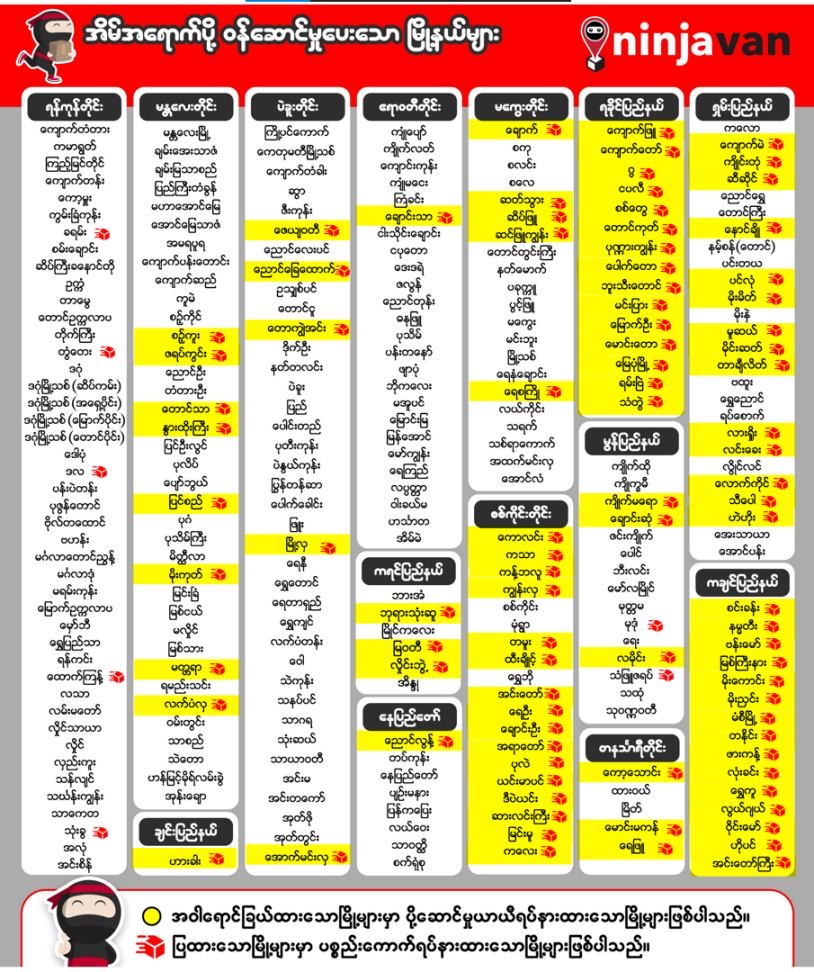 အိမ်အရောက်ပို့ ဝန်ဆောင်မှုပေးသော မြို့နယ်များ
ninjavan
ရန်ကုန်တိုင်း
ကျောက်တံတား
ကမာရွတ်
ကြည့်မြင်တိုင်
ကျောက်တန်း
ကော့မှူး
ကွမ်းခြံကုန်း
ခရမ်း
စမ်းချောင်း
ဆိပ်ကြီးခနောင်တို
ဥက္ကံ
တာမွေ
တောင်ဥက္ကလာပ
တိုက်ကြီး
တွံတေး
ဒဂုံ
ဒဂုံမြို့သစ် (ဆိပ်ကမ်း)
ဒဂုံမြို့သစ် (အရှေ့ပိုင်း)
ဒဂုံမြို့သစ် (မြောက်ပိုင်း)
ဒဂုံမြို့သစ် (တောင်ပိုင်း)
ဒေါပုံ
ဒလ
ပန်းပဲတန်း
ပုဇွန်တောင်
ဗိုလ်တထောင်
ဗဟန်း
မင်္ဂလာတောင်ညွန့်
မင်္ဂလာဒုံ
မရမ်းကုန်း
မြောက်ဥက္ကလာပ
မှော်ဘီ
ရွှေပြည်သာ
ရန်ကင်း
ထောက်ကြန့်
လသာ
လမ်းမတော်
လှိုင်သာယာ
လှိုင်
လှည်းကူး
သန်လျင်
သင်္ဃန်းကျွန်း
သာကေတ
သုံးခွ
အလုံ
အင်းစိန်
မန္တလေးတိုင်း
မန္တလေးမြို့
ချမ်းအေးသာဇံ
ချမ်းမြသာစည်
ပြည်ကြီးတံခွန်
မဟာအောင်မြေ
အောင်မြေသာဇံ
အမရပူရ
ကျောက်ပန်းတောင်း
ကျောက်ဆည်
ကူမဲ
စဉ့်ကိုင်
စဉ့်ကူး
ဇရပ်ကွင်း
ညောင်ဦး
တံတားဦး
တောင်သာ
နွားထိုးကြီး
ပြင်ဦးလွင်
ပုလိပ်
ပျော်ဘွယ်
ပြင်စည်
ပုဂံ
ပုသိမ်ကြီး
မိတ္ထီလာ
မိုးကုတ်
မြင်းခြံ
မြစ်ငယ်
မလှိုင်
မြစ်သား
မတ္တရာ
ရမည်းသင်း
လက်ပံလှ
ဝမ်းတွင်း
သာစည်
သဲတော
ဟန်မြင့်မိုရ်လမ်းခွဲ
အုန်းချော
ချင်းပြည်နယ်
ဟားခါး
ပဲခူးတိုင်း
ကြို့ပင်ကောက်
ကေတုမတီမြို့သစ်
ကျောက်တံခါး
ဆွာ
ဇီးကုန်း
ဇေယျာဝတီ
ညောင်လေးပင်
ညောင်ခြေထောက်
ဥသျှစ်ပင်
တောင်ငူ
တောကျွဲအင်း
ဒိုက်ဦး
နတ်တလင်း
ပဲခူး
ပြည်
ပေါင်းတည်
ပုတီးကုန်း
ပဲနွယ်ကုန်း
ပြွန်တန်ဆာ
ပေါက်ခေါင်း
ဖြူး
မြို့လှ
ရေနီ
ရွှေတောင်
ရေတာရှည်
ရွှေကျင်
လက်ပံတန်း
ဝေါ
သဲကုန်း
သနပ်ပင်
သာဂရ
သုံးဆယ်
သာယာဝတီ
အင်းမ
အင်းတကော်
အုတ်ဖို
အုတ်တွင်း
အောက်မင်းလှ
ဧရာဝတီတိုင်း
ကျုံပျော်
ကျိုက်လတ်
ကျောင်းကုန်း
ကျုံမငေး
ကြံခင်း
ချောင်းသာ
ငါးသိုင်းချောင်း
ငပုတော
ဒေးဒရဲ
ဇလွန်
ညောင်တုန်း
ဓနုဖြူ
ပုသိမ်
ပန်းတနော်
ဖျာပုံ
ဘိုကလေး
မအူပင်
မြောင်းမြ
မြန်အောင်
မော်ကျွန်း
ရေကြည်
လပွတ္တာ
ဝါးခယ်မ
ဟင်္သာတ
အိမ်မဲ
ကရင်ပြည်နယ်
ဘားအံ
ဘုရားသုံးဆူ
မြိုင်ကလေး
မြဝတီ
လှိုင်းဘွဲ့
အိန္ဒု
နေပြည်တော်
ညောင်လွန့်
တပ်ကုန်း
နေပြည်တော်
ပျဉ်းမနား
ပြန်ကပြေး
လယ်ဝေး
သာဝတ္ထိ
စက်ရုံစု
မကွေးတိုင်း
ချောက်
စကု
စလင်း
စလေ
ဆတ်သွား
ဆိပ်ဖြူ
ဆင်ဖြူကျွန်း
တောင်တွင်းကြီး
နတ်မောက်
ပခုက္ကူ
ပွင့်ဖြူ
မကွေး
မင်းဘူး
မြို့သစ်
ရေနံချောင်း
ရေစကြို
လယ်ကိုင်း
သရက်
သစ်ရာကောက်
အထက်မင်းလှ
အောင်လံ
စစ်ကိုင်းတိုင်း
ကောလင်း
ကသာ
ကန့်ဘလူ
ကျွန်းလှ
စစ်ကိုင်း
မုံရွာ
တမူး
ထီးချိုင့်
ရွှေဘို
အင်းတော်
ရေဦး
ချောင်းဦး
အရာတော်
ပုလဲ
ယင်းမာပင်
ဒီပဲယင်း
ဆားလင်းကြီး
မြင်းမူ
ကလေး
ရခိုင်ပြည်နယ်
ကျောက်ဖြူ
ကျောက်တော်
ဂွ
ငပလီ
စစ်တွေ
တောင်ကုတ်
ပုဏ္ဏားကျွန်း
ပေါက်တော
ဘူးသီးတောင်
မင်းပြား
မြောက်ဦး
မောင်းတော
မြေပုံမြို့
ရမ်းဗြဲ
သံတွဲ
မွန်ပြည်နယ်
ကျိုက်ထို
ကျိုက္ခမီ
ကျိုက်မရော
ချောင်းဆုံ
ဇင်းကျိုက်
ပေါင်
ဘီးလင်း
မော်လမြိုင်
မုတ္တမ
မုဒုံ
ရေး
လမိုင်း
သံဖြူဇရပ်
သထုံ
သုဝဏ္ဏဝတီ
တနင်္သာရီတိုင်း
ကော့သောင်း
ထားဝယ်
မြိတ်
မောင်းမကန်
ရေဖြူ
ရှမ်းပြည်နယ်
ကလော
ကျောက်မဲ
ကျိုင်းတုံ
ဆီဆိုင်
ညောင်ရွှေ
တောင်ကြီး
နောင်ချို
နမ့်စန်(တောင်)
ပင်းတယ
ပင်လုံ
မိုးမိတ်
မိုးနဲ
မူဆယ်
မိုင်းဆတ်
တာချီလိတ်
ဗထူး
ရွှေညောင်
ရပ်စောက်
လားရှိုး
လင်းခေး
လွိုင်လင်
လောက်ကိုင်
သီပေါ
ဟဲဟိုး
အေးသာယာ
အောင်ပန်း
ကချင်ပြည်နယ်
စင်းခန်း
နမ္မတီး
ဗန်းမော်
မြစ်ကြီးနား
မိုးကောင်း
မိုးညှင်း
မံစီမြို့
တနိုင်း
ဖားကန့်
လုံးခင်း
ရွှေကူ
လွယ်ဂျယ်
ဝိုင်းမော်
ဟိုပင်
အင်းတော်ကြီး
အဝါရောင်ခြယ်ထားသောမြို့များမှာ ပို့ဆောင်မှုယာယီရပ်နားထားသောမြို့များဖြစ်ပါသည်။
ပြထားသောမြို့များမှာ ပစ္စည်းကောက်ရပ်နားထားသောမြို့များဖြစ်ပါသည်။